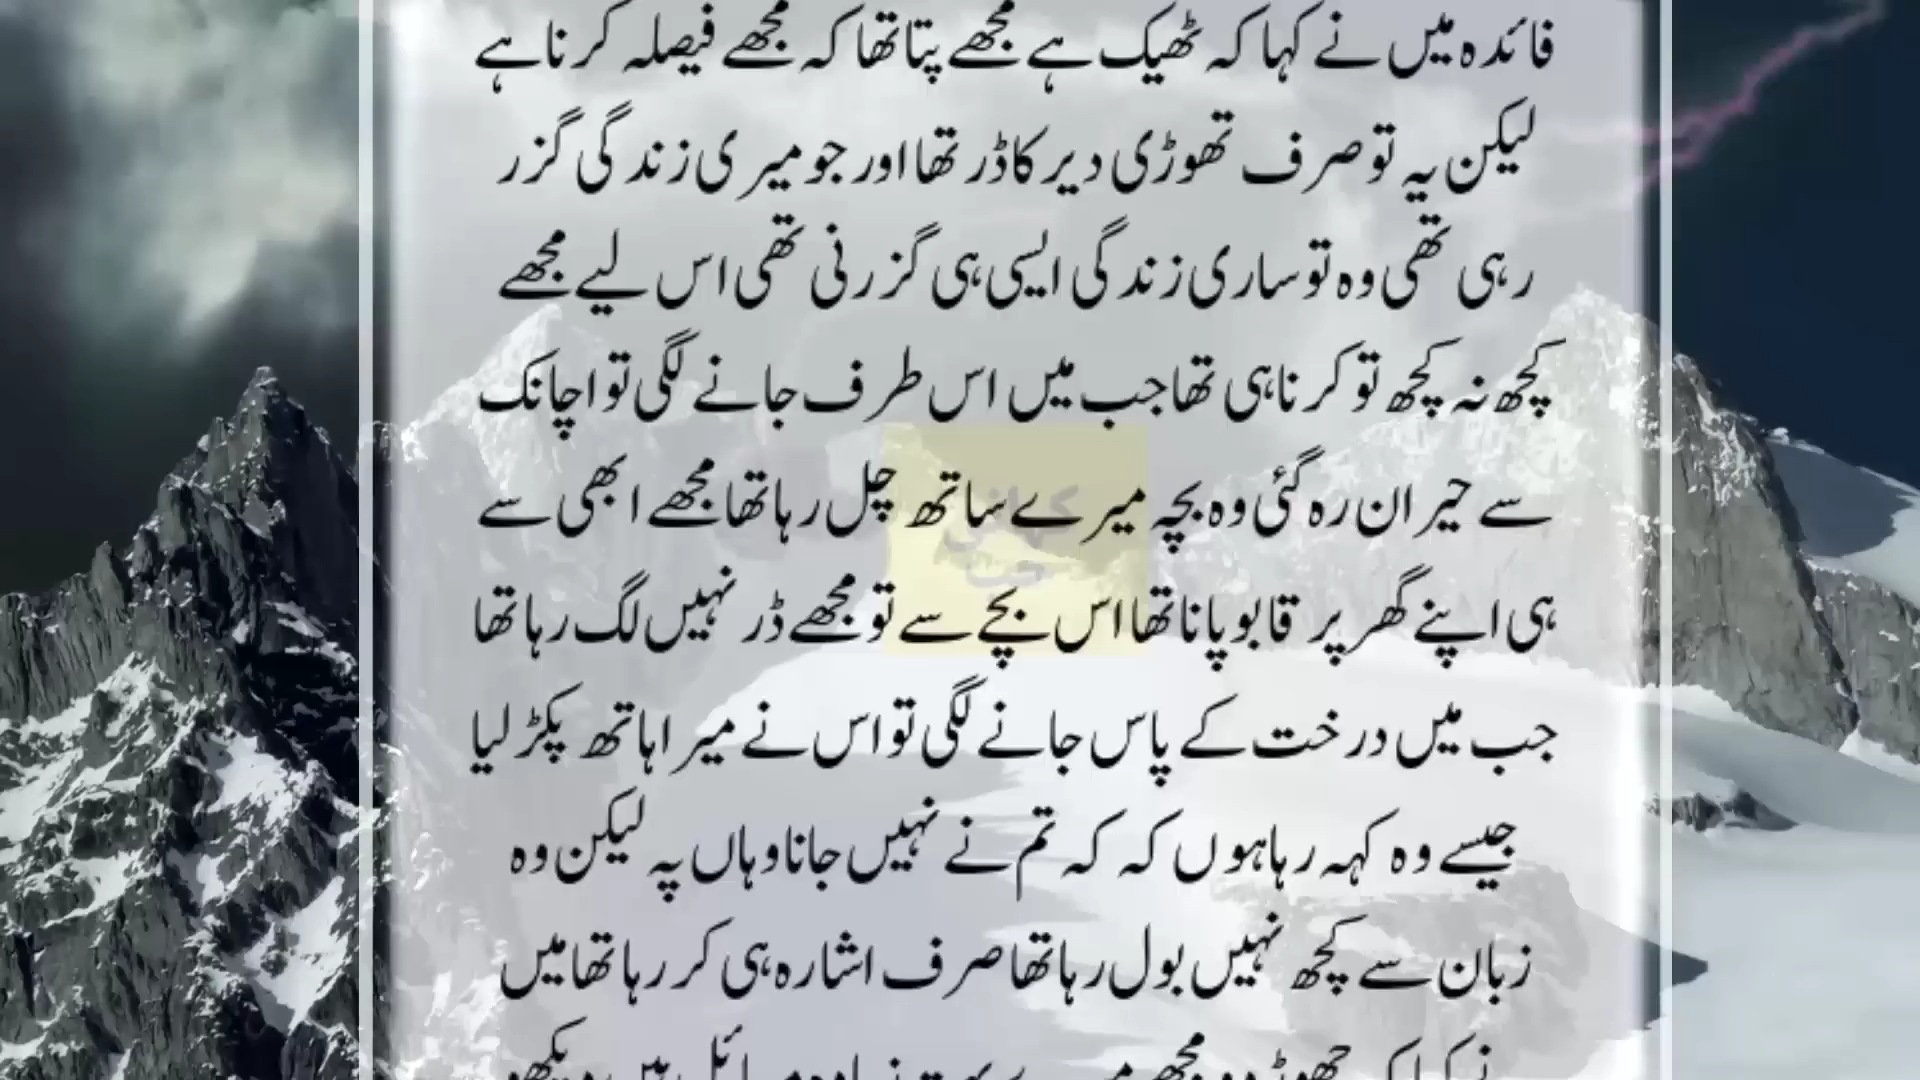 فائدہ میں نے کہا کہ ٹھیک ہے مجھے پتا تھا کہ مجھے فیصلہ کرنا ہے
لیکن یہ تو صرف تھوڑی دیر کا ڈر تھا اور جو میری زندگی گزر
رہی تھی وہ تو ساری زندگی ایسی ہی گزرنی تھی اس لیے مجھے
کچھ نہ کچھ تو کرنا ہی تھا جب میں اس طرف جانے لگی تو اچانک
سے حیران رہ گئی وہ بچہ میرے ساتھ چل رہا تھا مجھے ابھی سے
ہی اپنے گھر پر قابو پانا تھا اس بچے سے تو مجھے ڈر نہیں لگ رہا تھا
جب میں درخت کے پاس جانے لگی تو اس نے میرا ہاتھ پکڑ لیا
جیسے وہ کہہ رہا ہوں کہ کہ تم نے نہیں جانا وہاں پہ لیکن وہ
زبان سے کچھ نہیں بول رہا تھا صرف اشارہ ہی کر رہا تھا میں